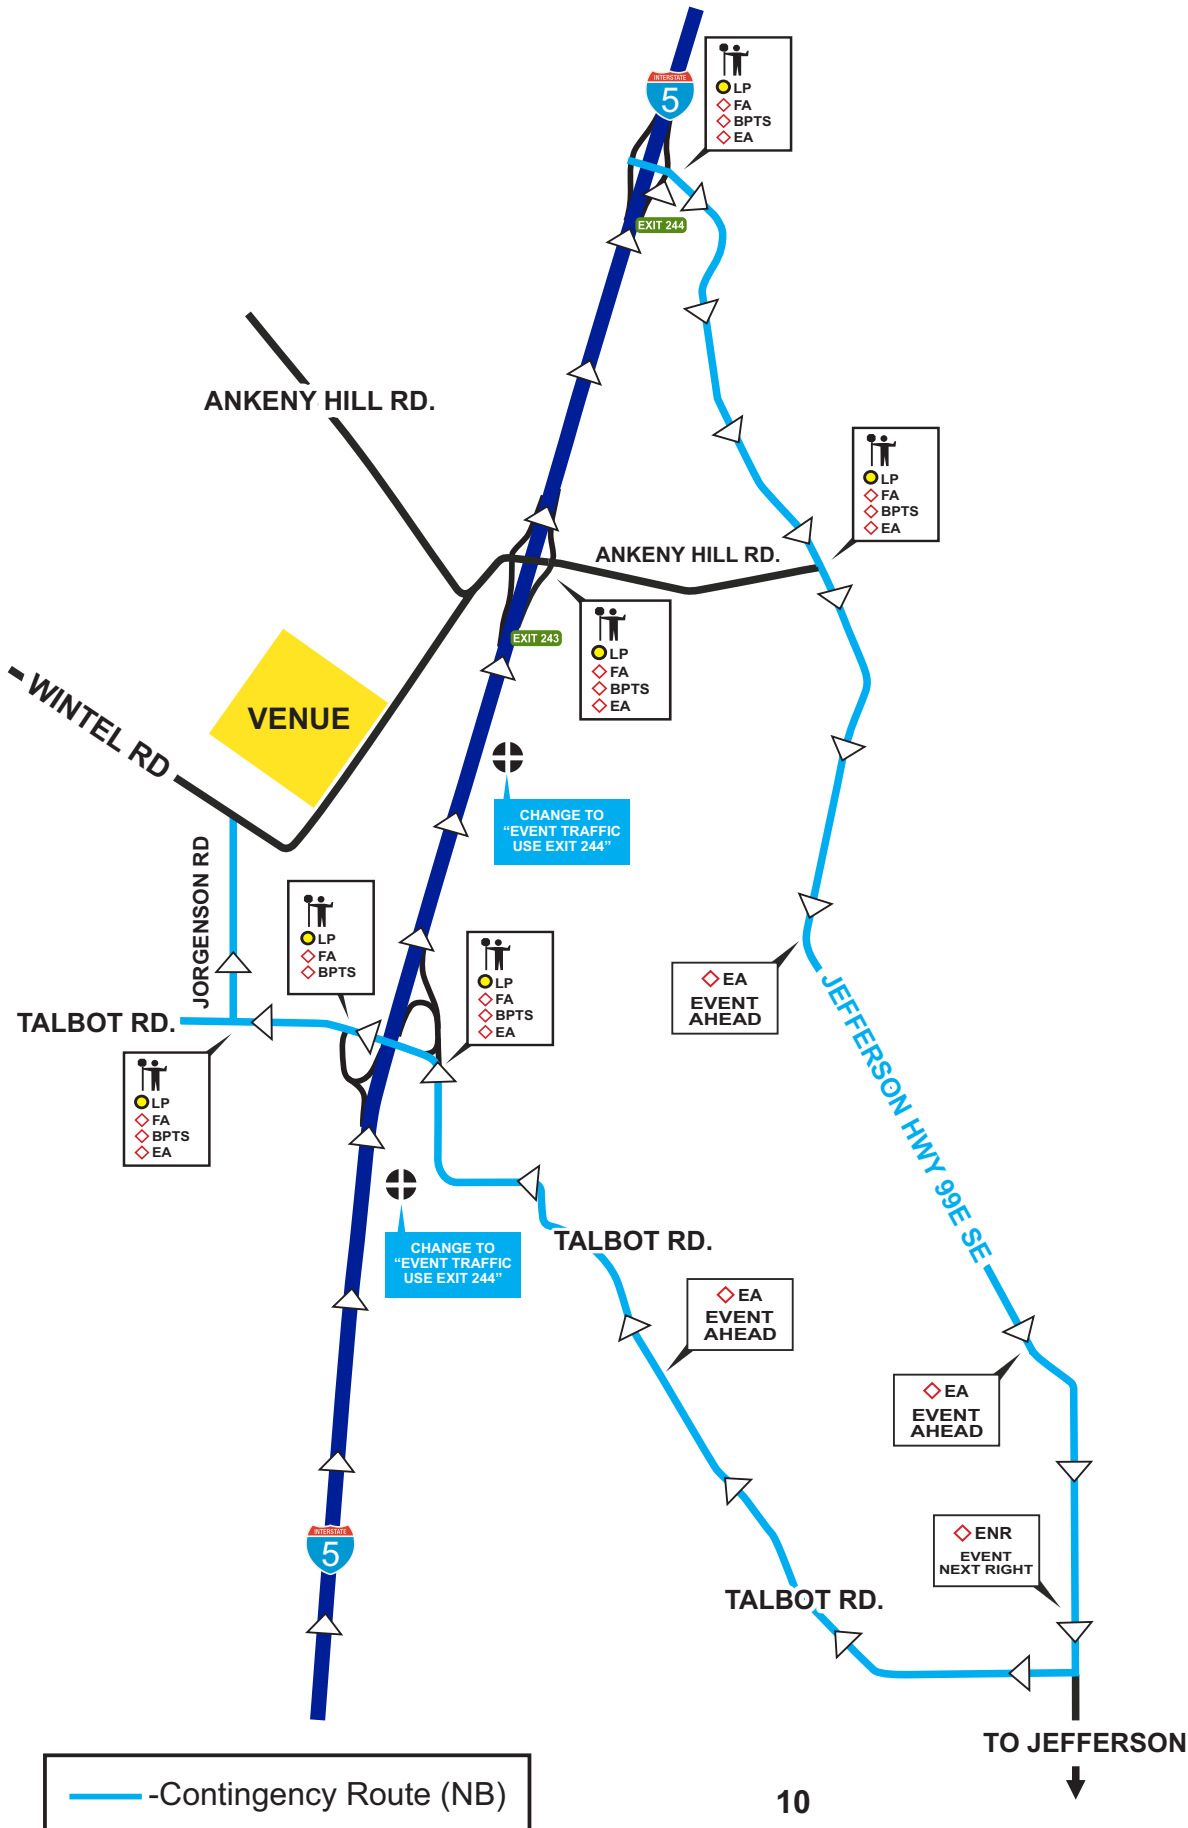 INTERSTATE
5
LP
FA
BPTS
EA
EXIT 244
ANKENY HILL RD.
LP
FA
BPTS
EA
ANKENY HILL RD.
LP
FA
BPTS
EA
EXIT 243
VENUE
WINTEL RD
CHANGE TO
“EVENT TRAFFIC
USE EXIT 244”
JORGENSON RD
LP
FA
BPTS
LP
FA
BPTS
EA
EA
EVENT
AHEAD
JEFFERSON HWY 99E SE
TALBOT RD.
LP
FA
BPTS
EA
CHANGE TO
“EVENT TRAFFIC
USE EXIT 244”
TALBOT RD.
EA
EVENT
AHEAD
EA
EVENT
AHEAD
INTERSTATE
5
ENR
EVENT
NEXT RIGHT
TALBOT RD.
TO JEFFERSON
-Contingency Route (NB)
10